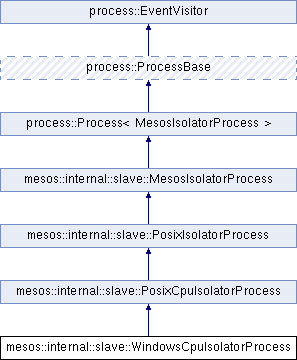 process::EventVisitor
process::ProcessBase
process::Process< MesosIsolatorProcess >
mesos::internal::slave::MesosIsolatorProcess
mesos::internal::slave::PosixIsolatorProcess
mesos::internal::slave::PosixCpuIsolatorProcess
mesos::internal::slave::WindowsCpuIsolatorProcess